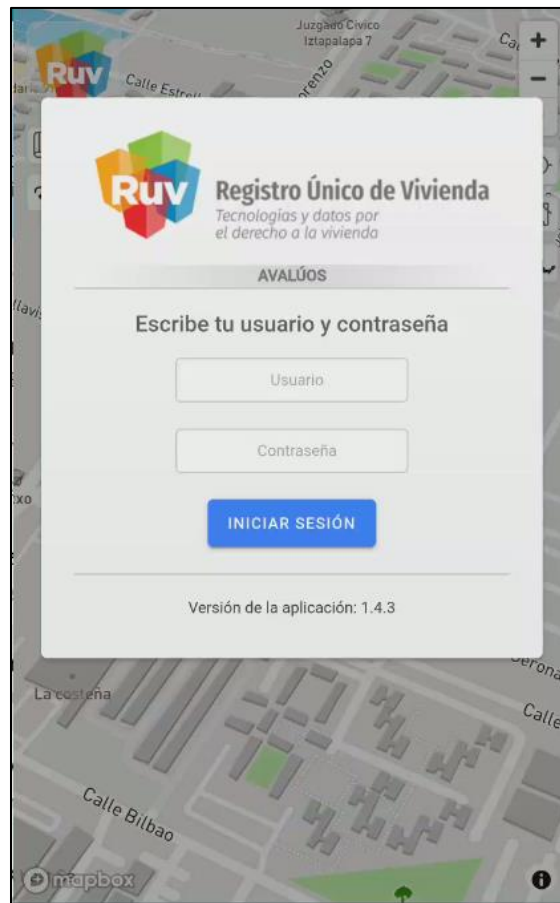 Juzgado Cívico
Iztapalapa 7
Ruv
Calle
Ruv
Registro Único de Vivienda
Tecnologías y datos por
el derecho a la vivienda
AVALÚOS
Escribe tu usuario y contraseña
Usuario
Contraseña
INICIAR SESIÓN
Versión de la aplicación: 1.4.3
La costeña
Calle
Calle Bilbao
mapbox